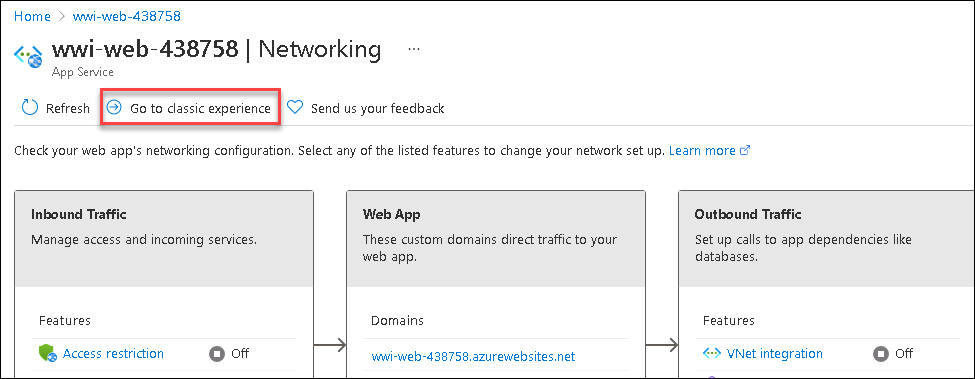 Home > wwi-web-438758
wwi-web-438758 | Networking ...
App Service
Refresh Go to classic experience Send us your feedback
Check your web app's networking configuration. Select any of the listed features to change your network set up. Learn more
Inbound Traffic
Manage access and incoming services.
Features
Access restriction Off
Web App
These custom domains direct traffic to your
web app.
Domains
wwi-web-438758.azurewebsites.net
Outbound Traffic
Set up calls to app dependencies like
databases.
Features
VNet integration Off